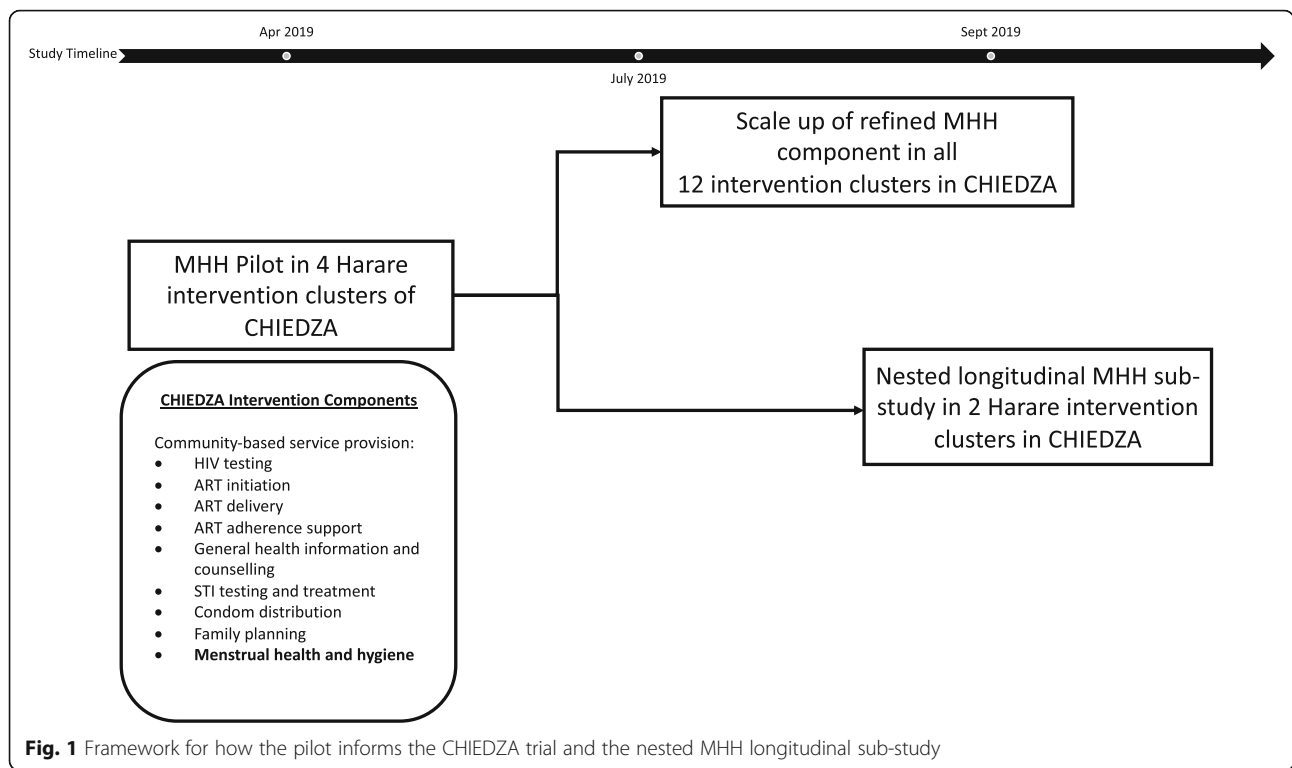 Apr 2019
Sept 2019
Study Timeline
July 2019
Scale up of refined MHH
component in all
12 intervention clusters in CHIEDZA
MHH Pilot in 4 Harare
intervention clusters of
CHIEDZA
Nested longitudinal MHH sub-
study in 2 Harare intervention
clusters in CHIEDZA
CHIEDZA Intervention Components
Community-based service provision:
• HIV testing
• ART initiation
• ART delivery
• ART adherence support
• General health information and
counselling
• STI testing and treatment
• Condom distribution
• Family planning
• Menstrual health and hygiene
Fig. 1 Framework for how the pilot informs the CHIEDZA trial and the nested MHH longitudinal sub-study